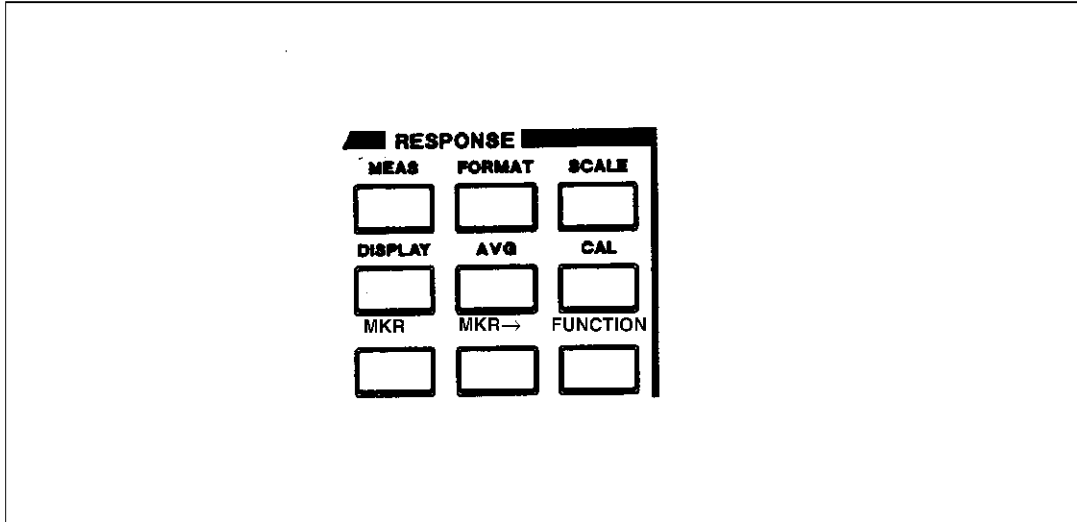 RESPONSE
MEAS FORMAT SCALE
DISPLAY AVG CAL
MKR MKR→ FUNCTION